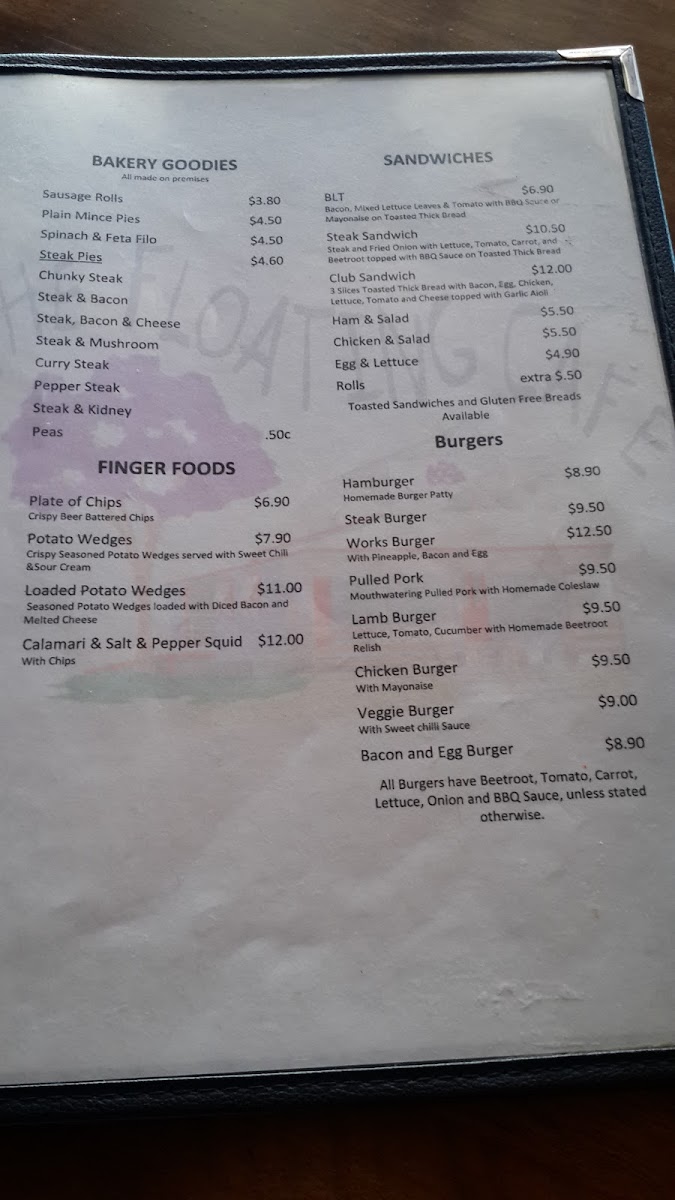 THE FLOATING CAFE
BAKERY GOODIES
All made on premises
Sausage Rolls $3.80
Plain Mince Pies $4.50
Spinach & Feta Filo $4.50
Steak Pies $4.60
Chunky Steak
Steak & Bacon
Steak, Bacon & Cheese
Steak & Mushroom
Curry Steak
Pepper Steak
Steak & Kidney
Peas .50c
FINGER FOODS
Plate of Chips $6.90
Crispy Beer Battered Chips
Potato Wedges $7.90
Crispy Seasoned Potato Wedges served with Sweet Chili
&Sour Cream
Loaded Potato Wedges $11.00
Seasoned Potato Wedges loaded with Diced Bacon and
Melted Cheese
Calamari & Salt & Pepper Squid $12.00
With Chips
SANDWICHES
BLT $6.90
Bacon, Mixed Lettuce Leaves & Tomato with BBQ Sauce or
Mayonaise on Toasted Thick Bread
Steak Sandwich $10.50
Steak and Fried Onion with Lettuce, Tomato, Carrot, and
Beetroot topped with BBQ Sauce on Toasted Thick Bread
Club Sandwich $12.00
3 Slices Toasted Thick Bread with Bacon, Egg, Chicken,
Lettuce, Tomato and Cheese topped with Garlic Aioli
Ham & Salad $5.50
Chicken & Salad $5.50
Egg & Lettuce $4.90
Rolls extra $.50
Toasted Sandwiches and Gluten Free Breads
Available
Burgers
Hamburger $8.90
Homemade Burger Patty
Steak Burger $9.50
Works Burger $12.50
With Pineapple, Bacon and Egg
Pulled Pork $9.50
Mouthwatering Pulled Pork with Homemade Coleslaw
Lamb Burger $9.50
Lettuce, Tomato, Cucumber with Homemade Beetroot
Relish
Chicken Burger $9.50
With Mayonaise
Veggie Burger $9.00
With Sweet chilli Sauce
Bacon and Egg Burger $8.90
All Burgers have Beetroot, Tomato, Carrot,
Lettuce, Onion and BBQ Sauce, unless stated
otherwise.